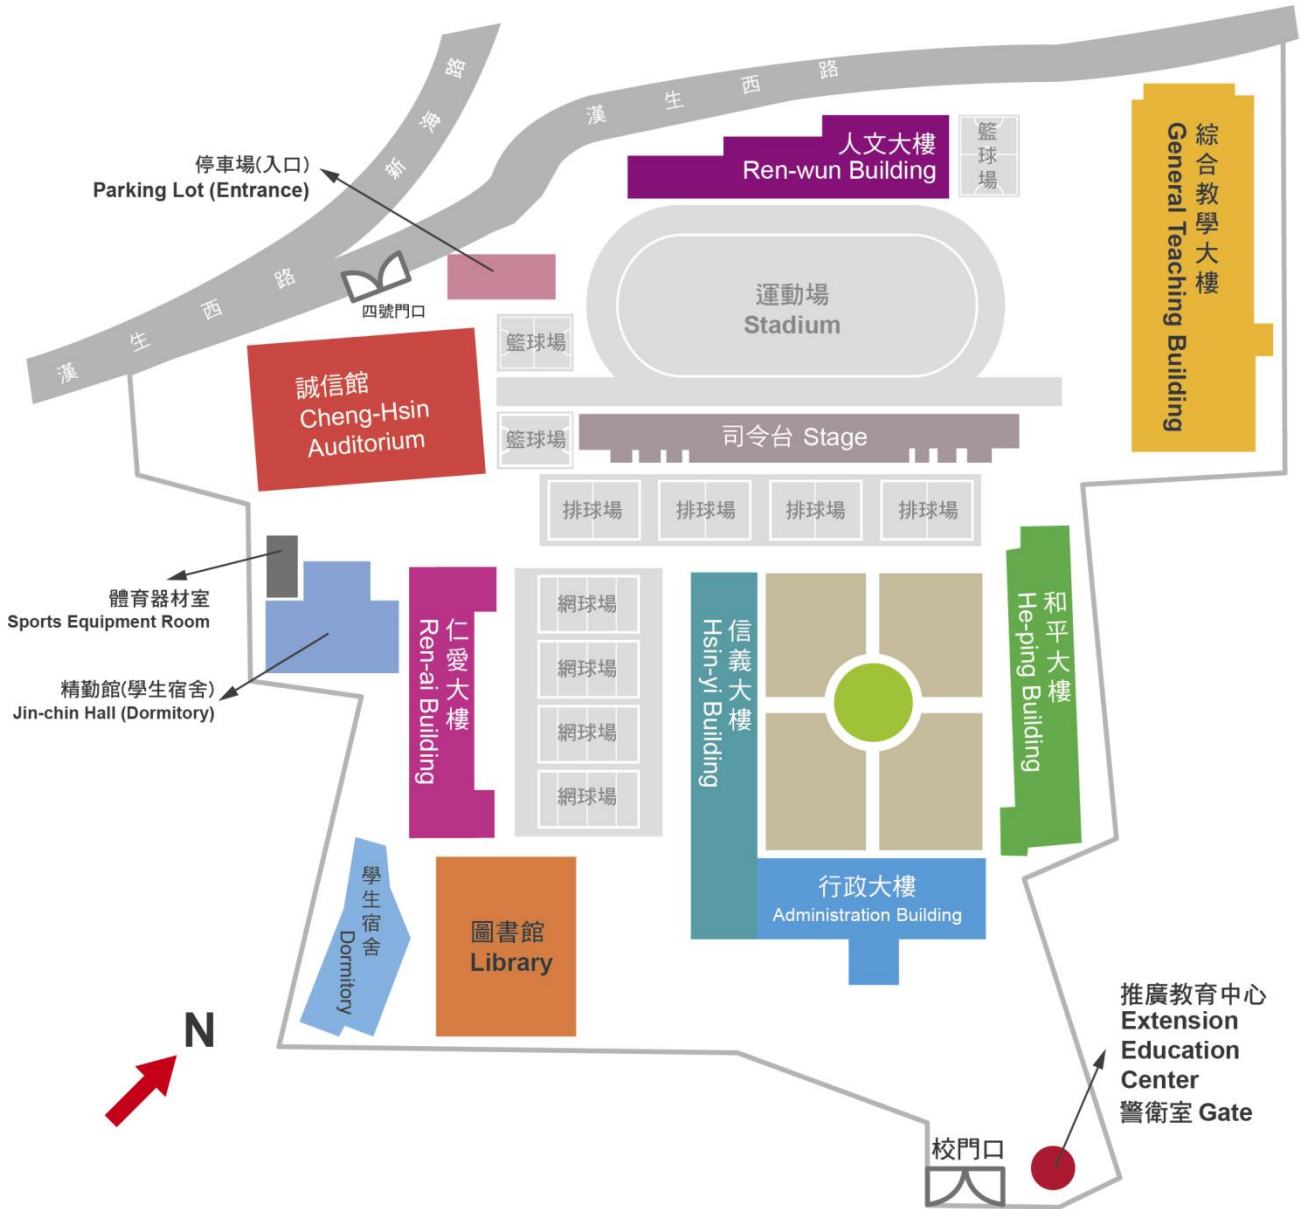 新海路
漢生西路
漢生西路
停車場(入口)
Parking Lot (Entrance)
四號門口
人文大樓
Ren-wun Building
籃球場
綜合教學大樓
General Teaching Building
運動場
Stadium
籃球場
誠信館
Cheng-Hsin
Auditorium
籃球場
司令台 Stage
排球場
排球場
排球場
排球場
體育器材室
Sports Equipment Room
精勤館(學生宿舍)
Jin-chin Hall (Dormitory)
仁愛大樓
Ren-ai Building
網球場
網球場
網球場
網球場
信義大樓
Hsin-yi Building
和平大樓
He-ping Building
學生宿舍
Dormitory
圖書館
Library
行政大樓
Administration Building
N
推廣教育中心
Extension
Education
Center
警衛室 Gate
校門口